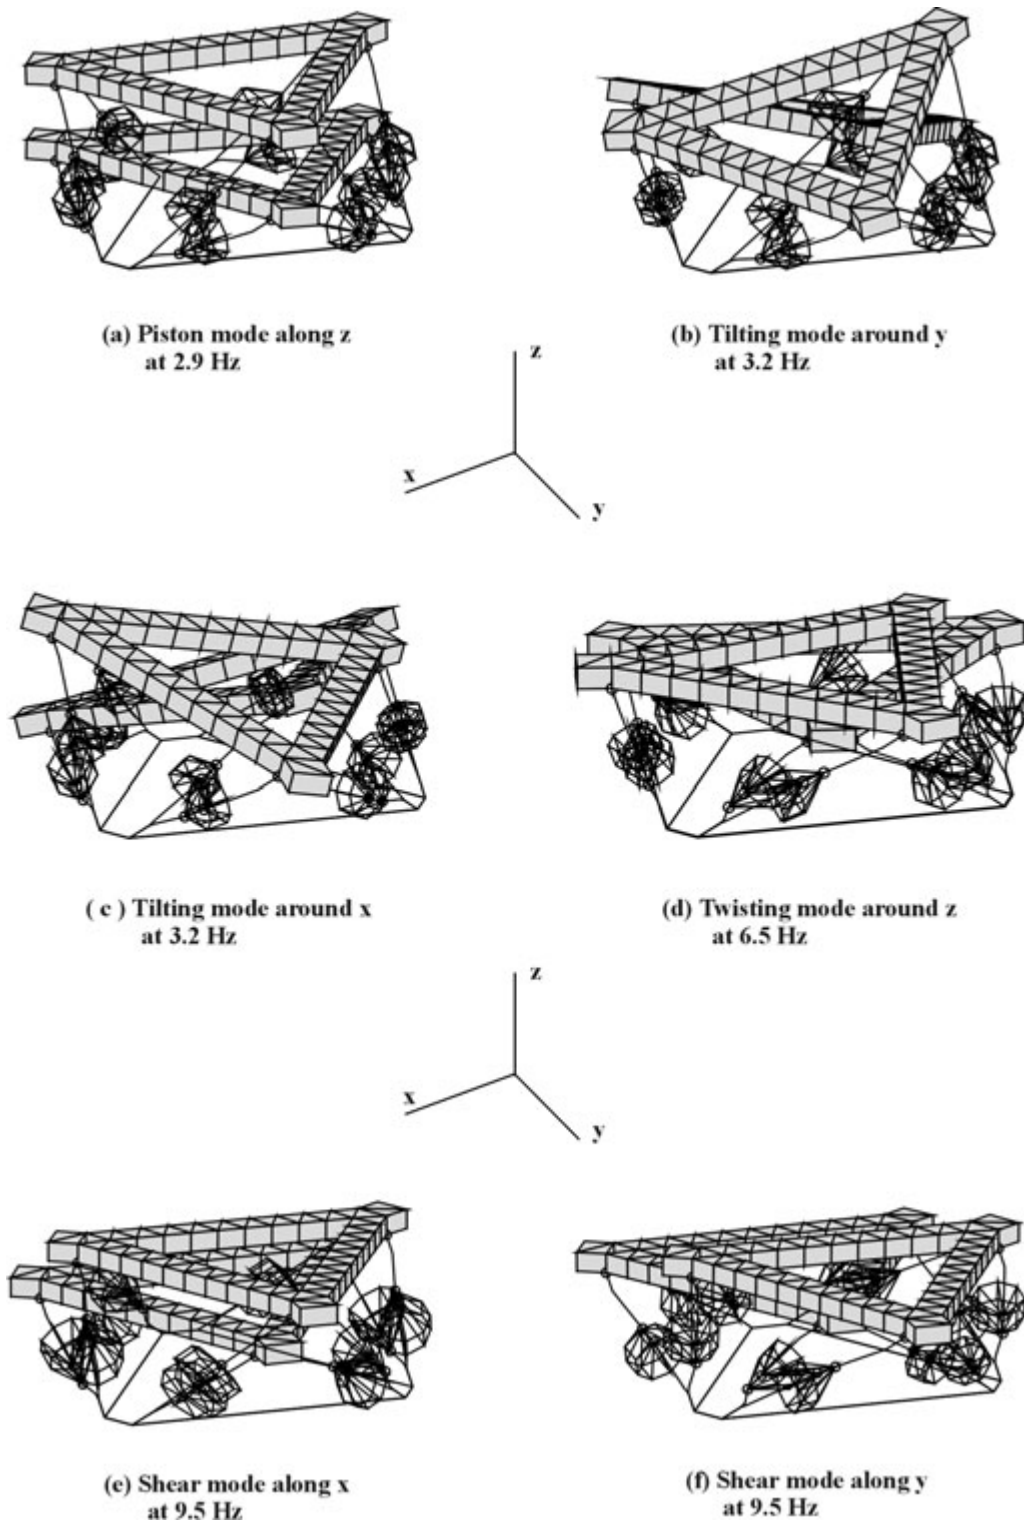 (a) Piston mode along z
at 2.9 Hz
(b) Tilting mode around y
at 3.2 Hz
z
x
y
( c ) Tilting mode around x
at 3.2 Hz
(d) Twisting mode around z
at 6.5 Hz
z
x
y
(e) Shear mode along x
at 9.5 Hz
(f) Shear mode along y
at 9.5 Hz